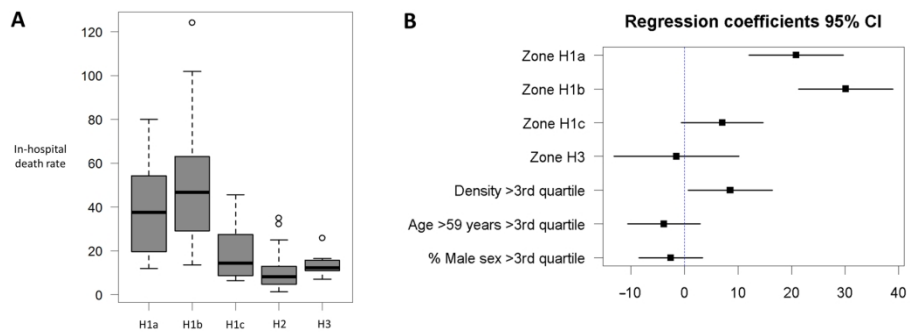 A
In-hospital
death rate
120
100
80
60
40
20
0
H1a H1b H1c H2 H3
B
Regression coefficients 95% CI
Zone H1a
Zone H1b
Zone H1c
Zone H3
Density >3rd quartile
Age >59 years >3rd quartile
% Male sex >3rd quartile
−10 0 10 20 30 40